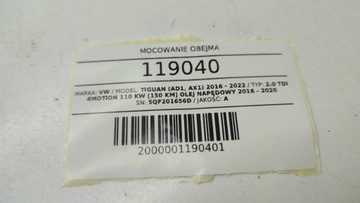 MOCOWANIE OBEJMA
119040
MARKA: VW / MODEL: TIGUAN (AD1, AX1) 2016 - 2022 / TYP: 2.0 TDI
4MOTION 110 KW [150 KM] OLEJ NAPĘDOWY 2016 - 2020
SN: 5QF201656D / JAKOŚĆ: A
2000001190401